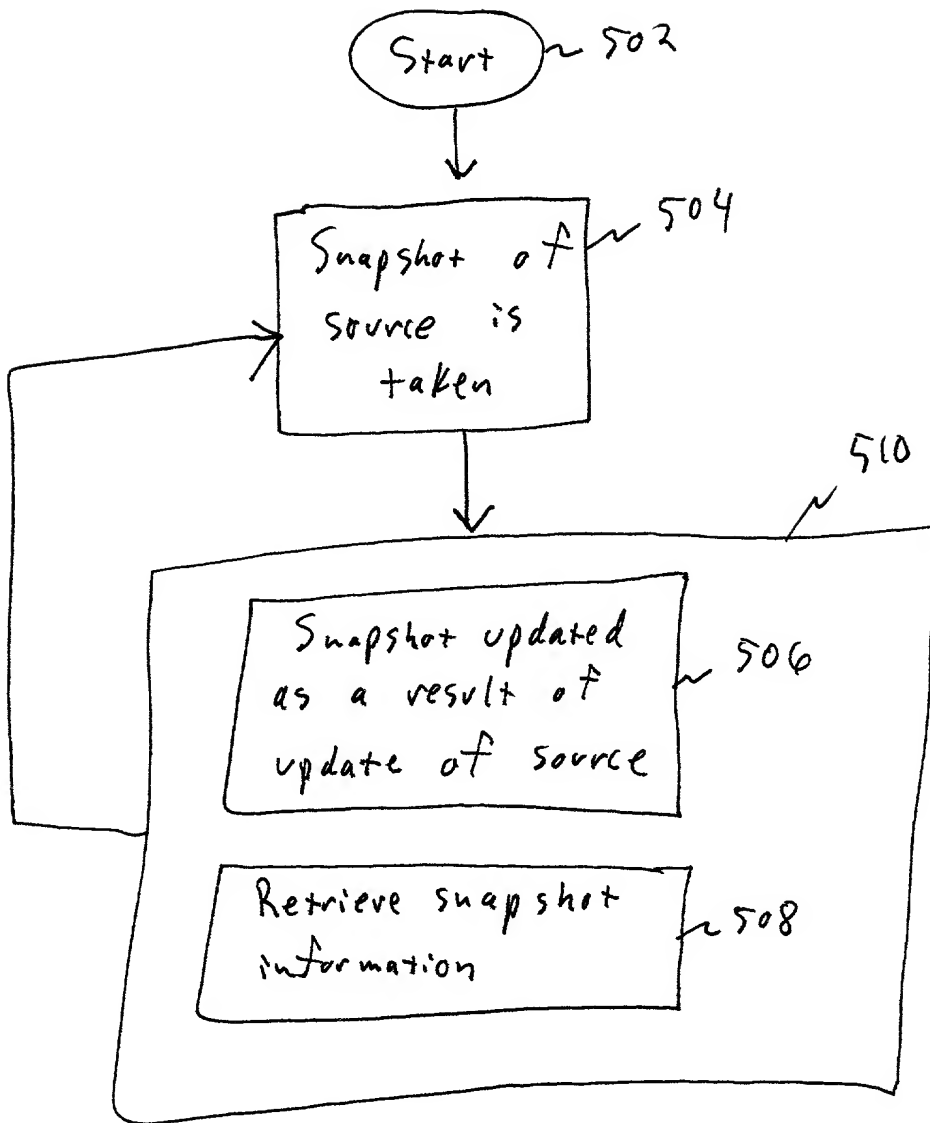 Start
502
Snapshot of
source is
taken
504
510
Snapshot updated
as a result of
update of source
506
Retrieve snapshot
information
508